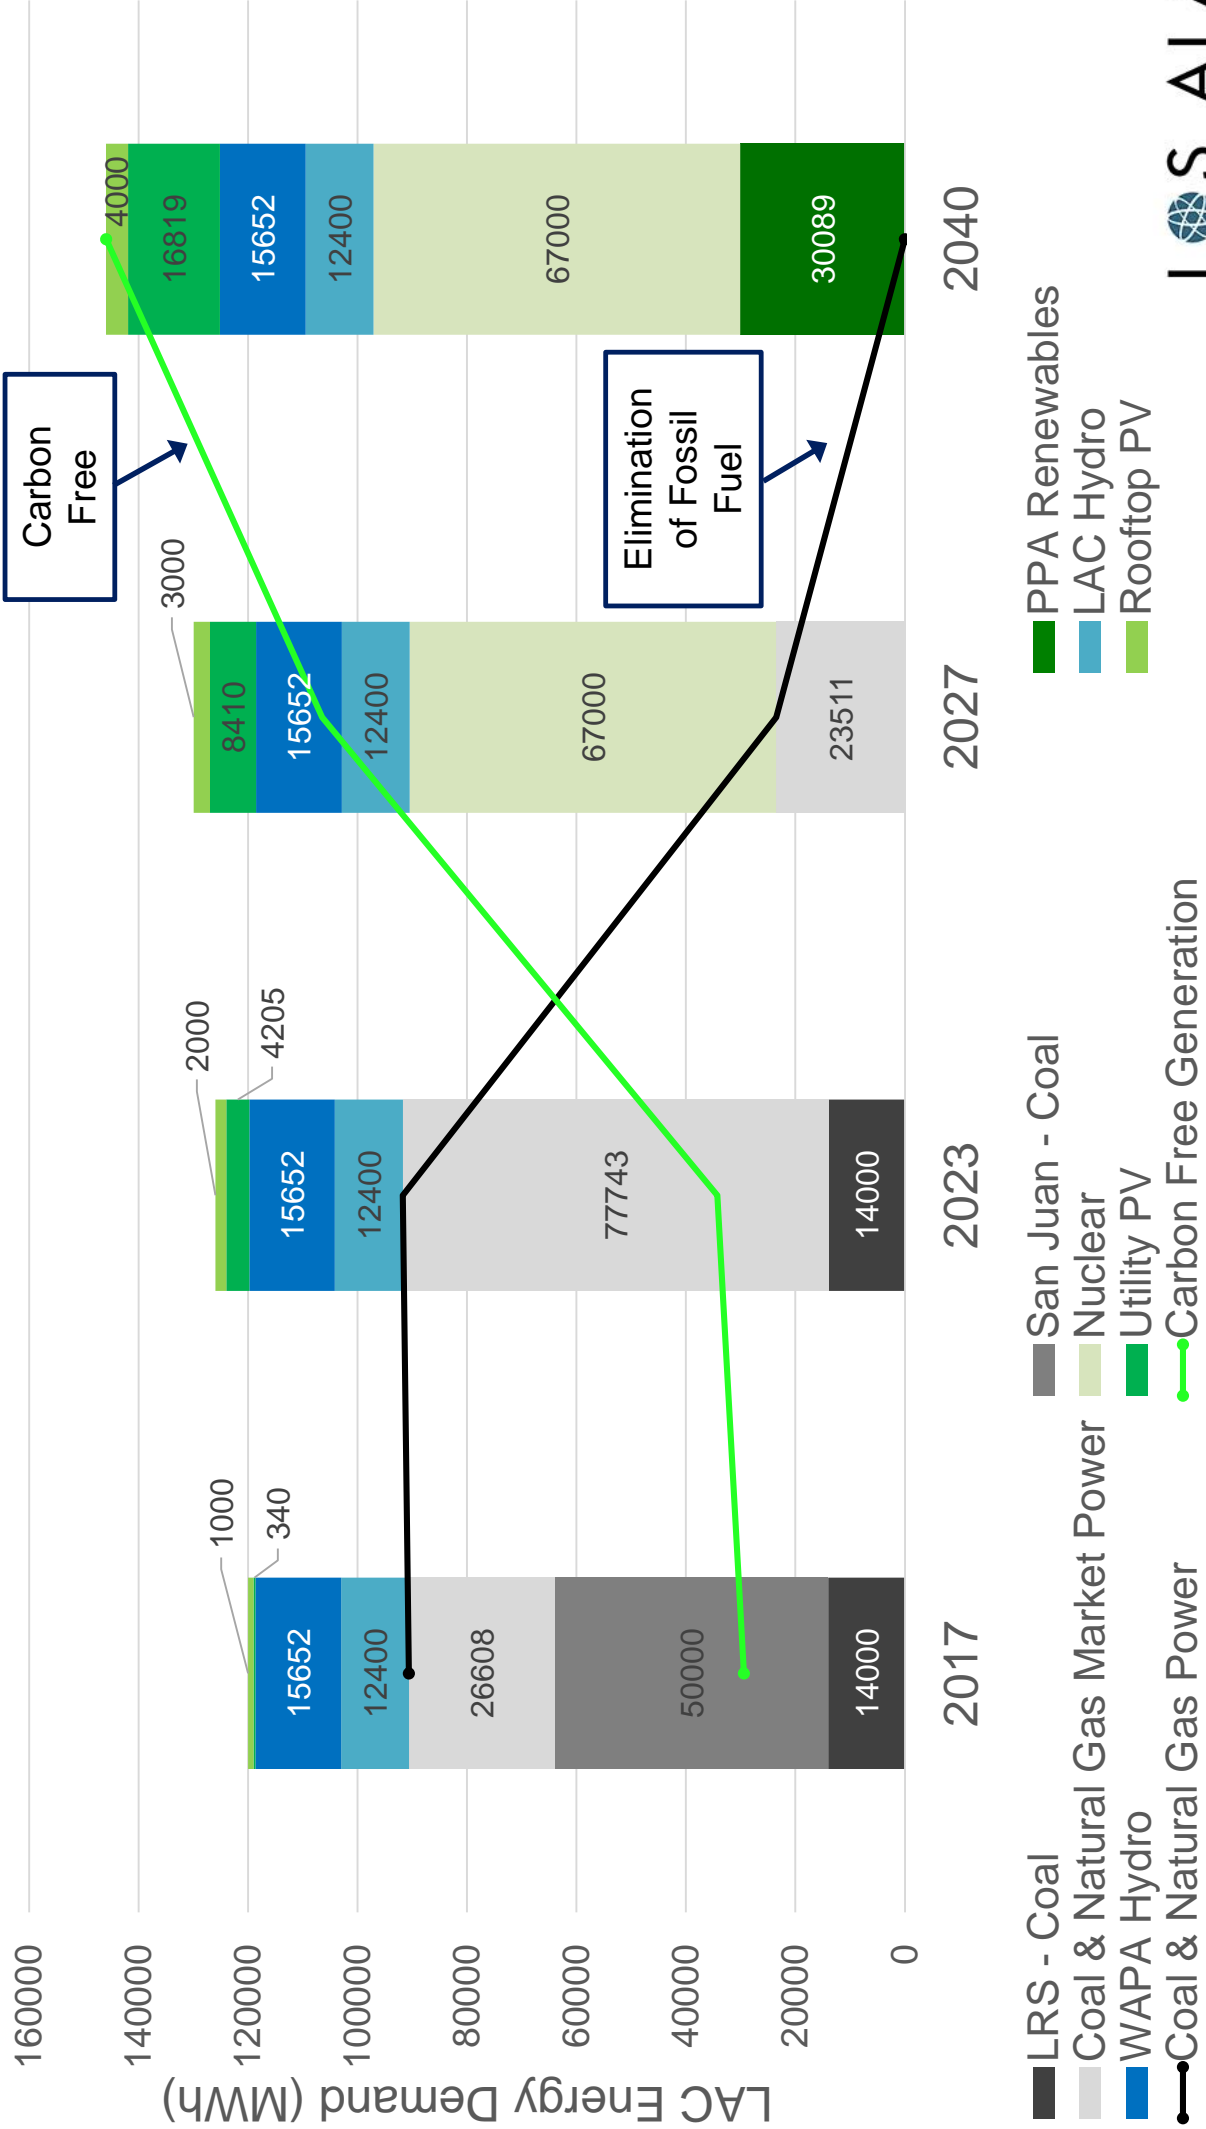 160000
140000
120000
100000
80000
60000
40000
20000
0
LAC Energy Demand (MWh)
1000
340
15652
12400
26608
50000
14000
2000
4205
15652
12400
77743
14000
3000
8410
15652
12400
67000
23511
4000
16819
15652
12400
67000
30089
Carbon
Free
Elimination
of Fossil
Fuel
2017
2023
2027
2040
LRS - Coal
San Juan - Coal
PPA Renewables
Coal & Natural Gas Market Power
Nuclear
LAC Hydro
WAPA Hydro
Utility PV
Rooftop PV
Coal & Natural Gas Power
Carbon Free Generation